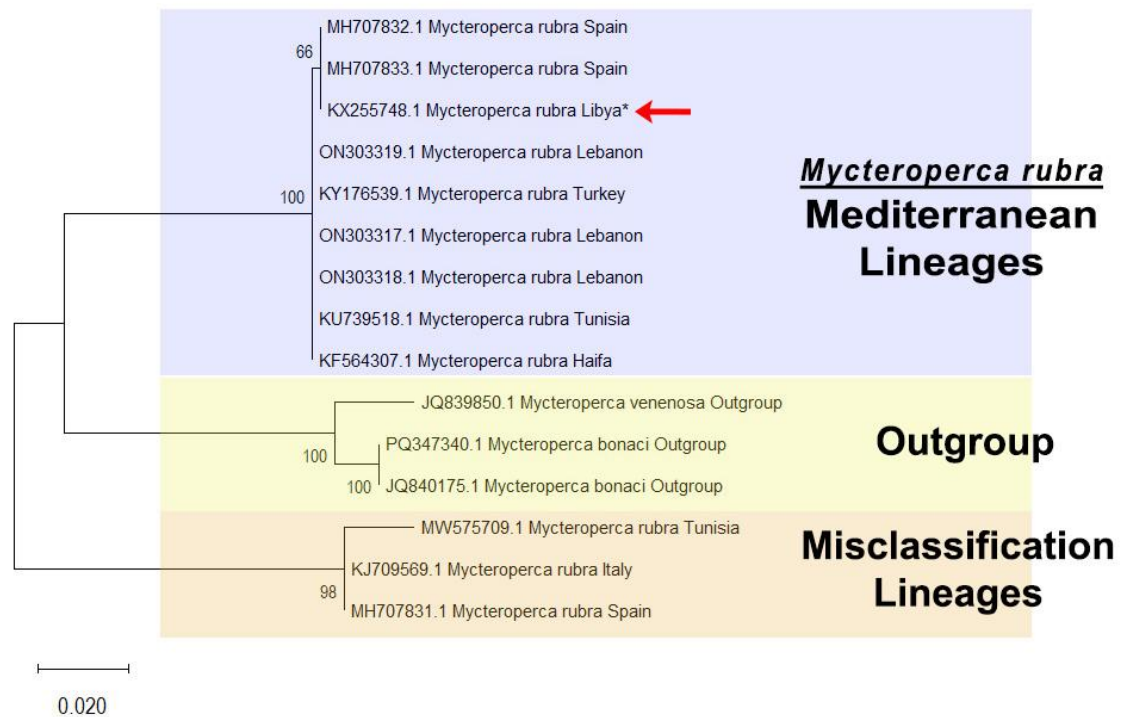 MH707832.1 Mycteroperca rubra Spain
66
MH707833.1 Mycteroperca rubra Spain
KX255748.1 Mycteroperca rubra Libya*
ON303319.1 Mycteroperca rubra Lebanon
KY176539.1 Mycteroperca rubra Turkey
100
ON303317.1 Mycteroperca rubra Lebanon
ON303318.1 Mycteroperca rubra Lebanon
KU739518.1 Mycteroperca rubra Tunisia
KF564307.1 Mycteroperca rubra Haifa
Mycteroperca rubra
Mediterranean
Lineages
JQ839850.1 Mycteroperca venenosa Outgroup
PQ347340.1 Mycteroperca bonaci Outgroup
100
JQ840175.1 Mycteroperca bonaci Outgroup
100
Outgroup
MW575709.1 Mycteroperca rubra Tunisia
KJ709569.1 Mycteroperca rubra Italy
98
MH707831.1 Mycteroperca rubra Spain
Misclassification
Lineages
0.020